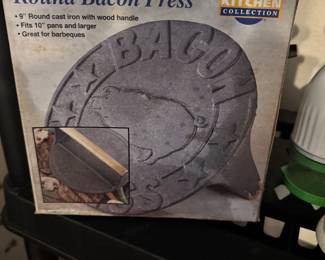 Round Bacon Press
• 9" Round cast iron with wood handle
• Fits 10" pans and larger
• Great for barbeques
KITCHEN
COLLECTION
BACON